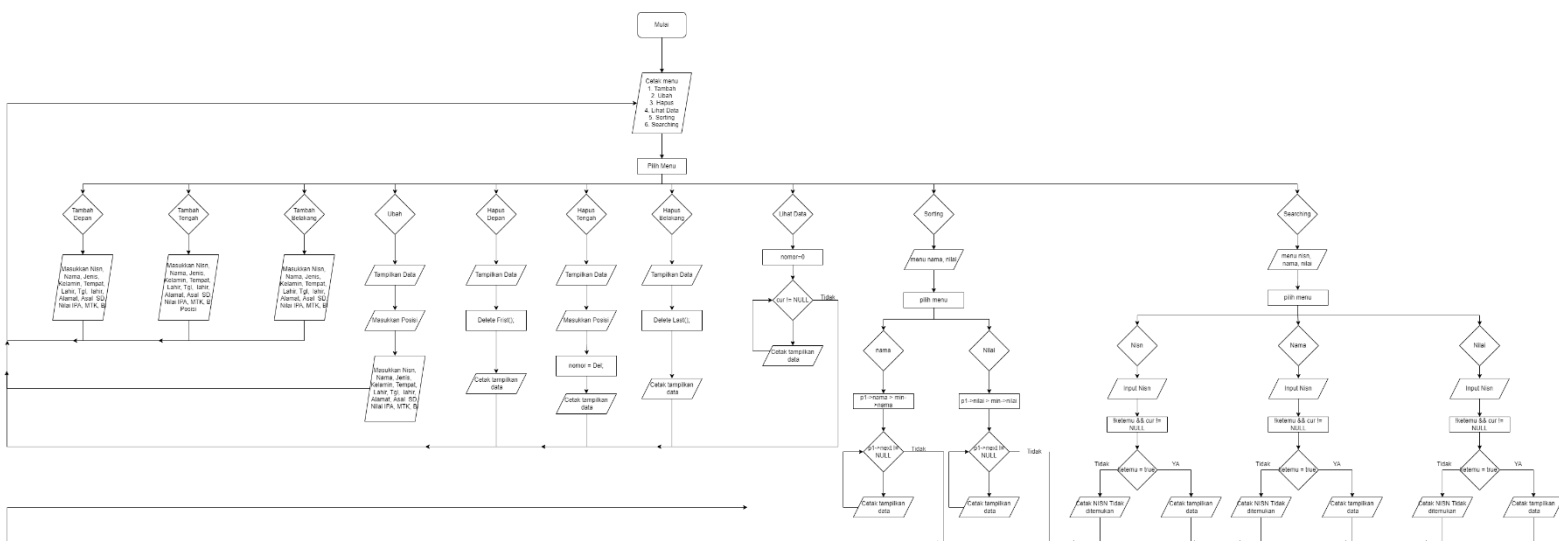 Mulai
Cetak menu
1. Tambah
2. Ubah
3. Hapus
4. Lihat Data
5. Sorting
6. Searching
Pilih Menu
Tambah
Depan
Tambah
Tengah
Tambah
Belakang
Ubah
Hapus
Depan
Hapus
Tengah
Hapus
Belakang
Lihat Data
Sorting
Searching
Masukkan Nisn,
Nama, Jenis,
Kelamin, Tempat,
Lahir, Tgl, lahir,
Alamat, Asal SD,
Nilai IPA, MTK, B
Masukkan Nisn,
Nama, Jenis,
Kelamin, Tempat,
Lahir, Tgl, lahir,
Alamat, Asal SD,
Nilai IPA, MTK, B
Posisi
Masukkan Nisn,
Nama, Jenis,
Kelamin, Tempat,
Lahir, Tgl, lahir,
Alamat, Asal SD,
Nilai IPA, MTK, B
Tampilkan Data
Masukkan Posisi
Masukkan Nisn,
Nama, Jenis,
Kelamin, Tempat,
Lahir, Tgl, lahir,
Alamat, Asal SD,
Nilai IPA, MTK, B
Tampilkan Data
Delete Frist();
Cetak tampilkan
data
Tampilkan Data
Masukkan Posisi
nomor = Del;
Cetak tampilkan
data
Tampilkan Data
Delete Last();
Cetak tampilkan
data
nomor=0
cur != NULL
Tidak
Cetak tampilkan
data
menu nama, nilai
pilih menu
nama
p1->nama > min-
>nama
p1->next !=
NULL
Tidak
Cetak tampilkan
data
Nilai
p1->nilai > min->nilai
p1->next !=
NULL
Tidak
Cetak tampilkan
data
menu nisn,
nama, nilai
pilih menu
Nisn
Input Nisn
!ketemu && cur !=
NULL
Tidak
ketemu = true
YA
Cetak NISN Tidak
ditemukan
Cetak tampilkan
data
Nama
Input Nisn
!ketemu && cur !=
NULL
Tidak
ketemu = true
YA
Cetak NISN Tidak
ditemukan
Cetak tampilkan
data
Nilai
Input Nisn
!ketemu && cur !=
NULL
Tidak
ketemu = true
YA
Cetak NISN Tidak
ditemukan
Cetak tampilkan
data